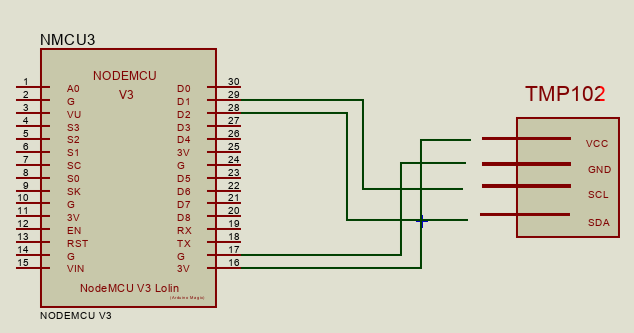 NMCU3
NODEMCU
V3
1 A0 D0 30
2 G D1 29
3 VU D2 28
4 S3 D3 27
5 S2 D4 26
6 S1 3V 25
7 SC G 24
8 S0 D5 23
9 SK D6 22
10 G D7 21
11 3V D8 20
12 EN RX 19
13 RST TX 18
14 G G 17
15 VIN 3V 16
NodeMCU V3 Lolin
(Arduino Magix)
NODEMCU V3
TMP102
VCC
GND
SCL
SDA